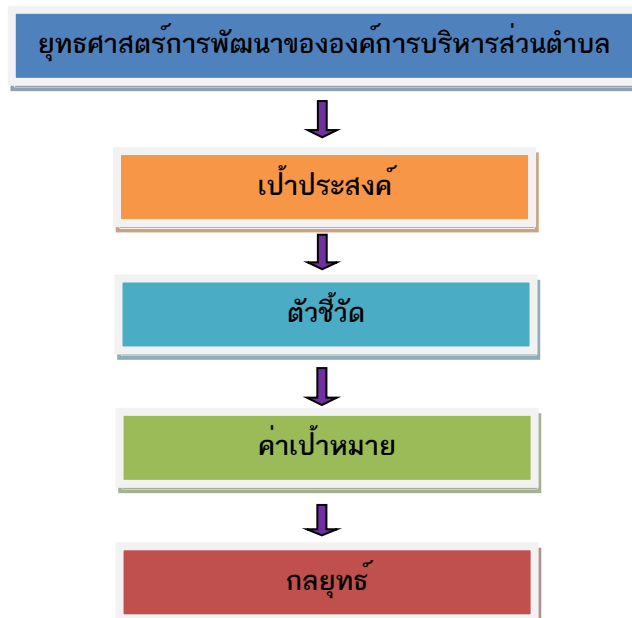 ยุทธศาสตร์การพัฒนาขององค์การบริหารส่วนตำบล
เป้าประสงค์
ตัวชี้วัด
ค่าเป้าหมาย
กลยุทธ์